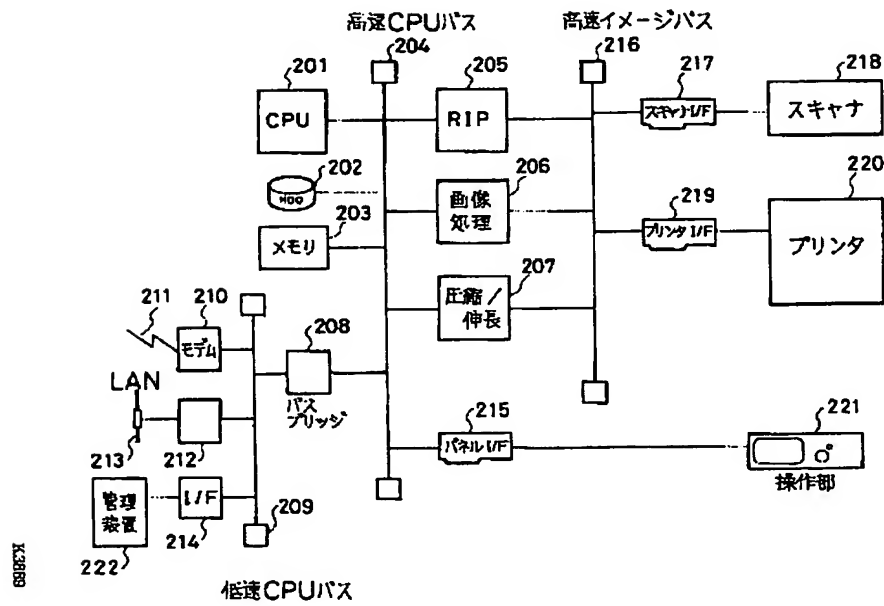 高速CPUバス
高速イメージバス
204
216
201
205
217
218
CPU
RIP
スキャナI/F
スキャナ
202
HDD
206
画像
処理
219
220
203
メモリ
プリンタI/F
プリンタ
207
圧縮/
伸長
211
210
モデム
208
バス
ブリッジ
LAN
215
221
213
212
パネルI/F
操作部
管理
装置
I/F
209
222
214
低速CPUバス
K3869